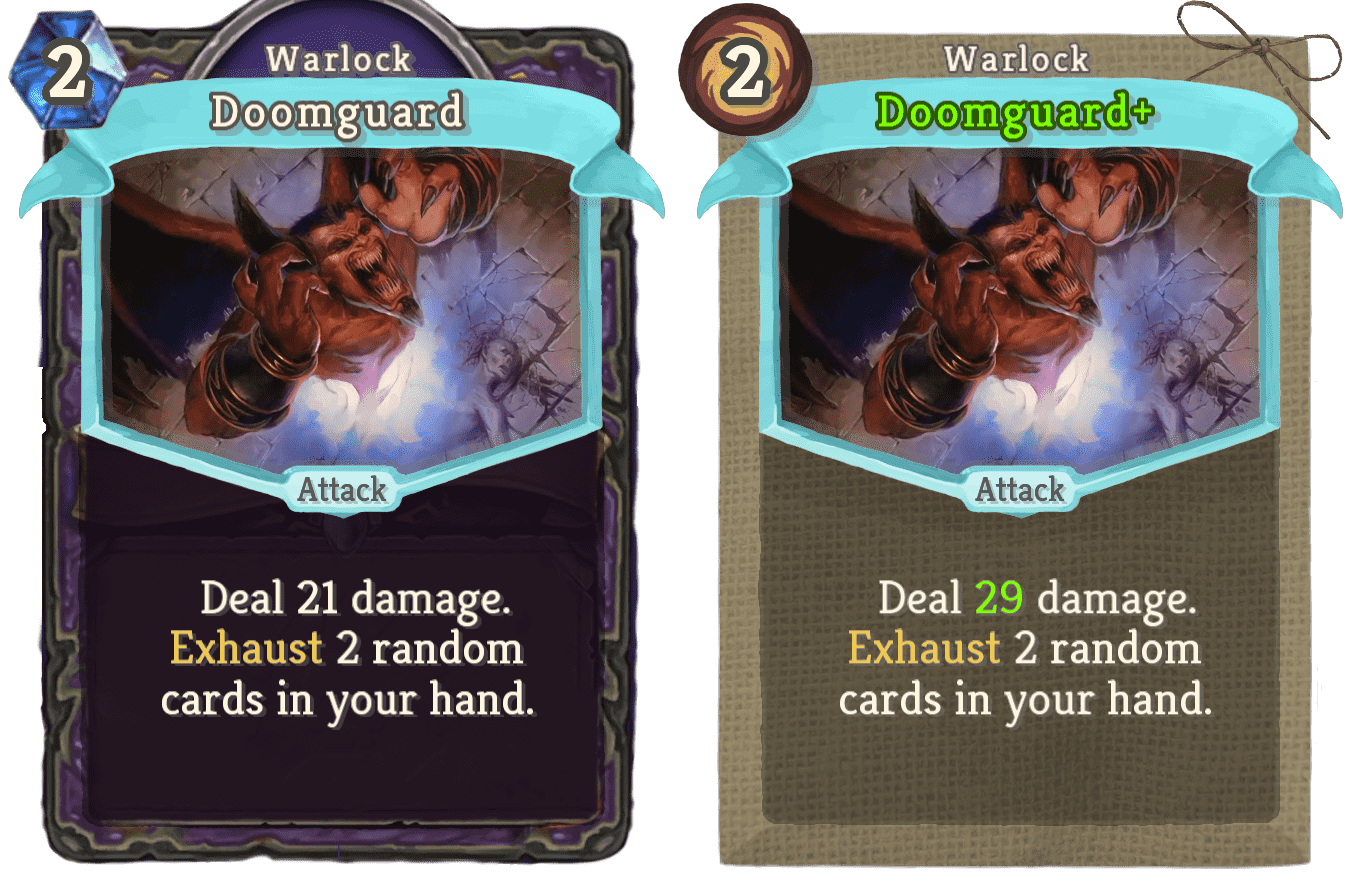 2
Warlock
Doomguard
Attack
Deal 21 damage.
Exhaust 2 random
cards in your hand.
2
Warlock
Doomguard+
Attack
Deal 29 damage.
Exhaust 2 random
cards in your hand.